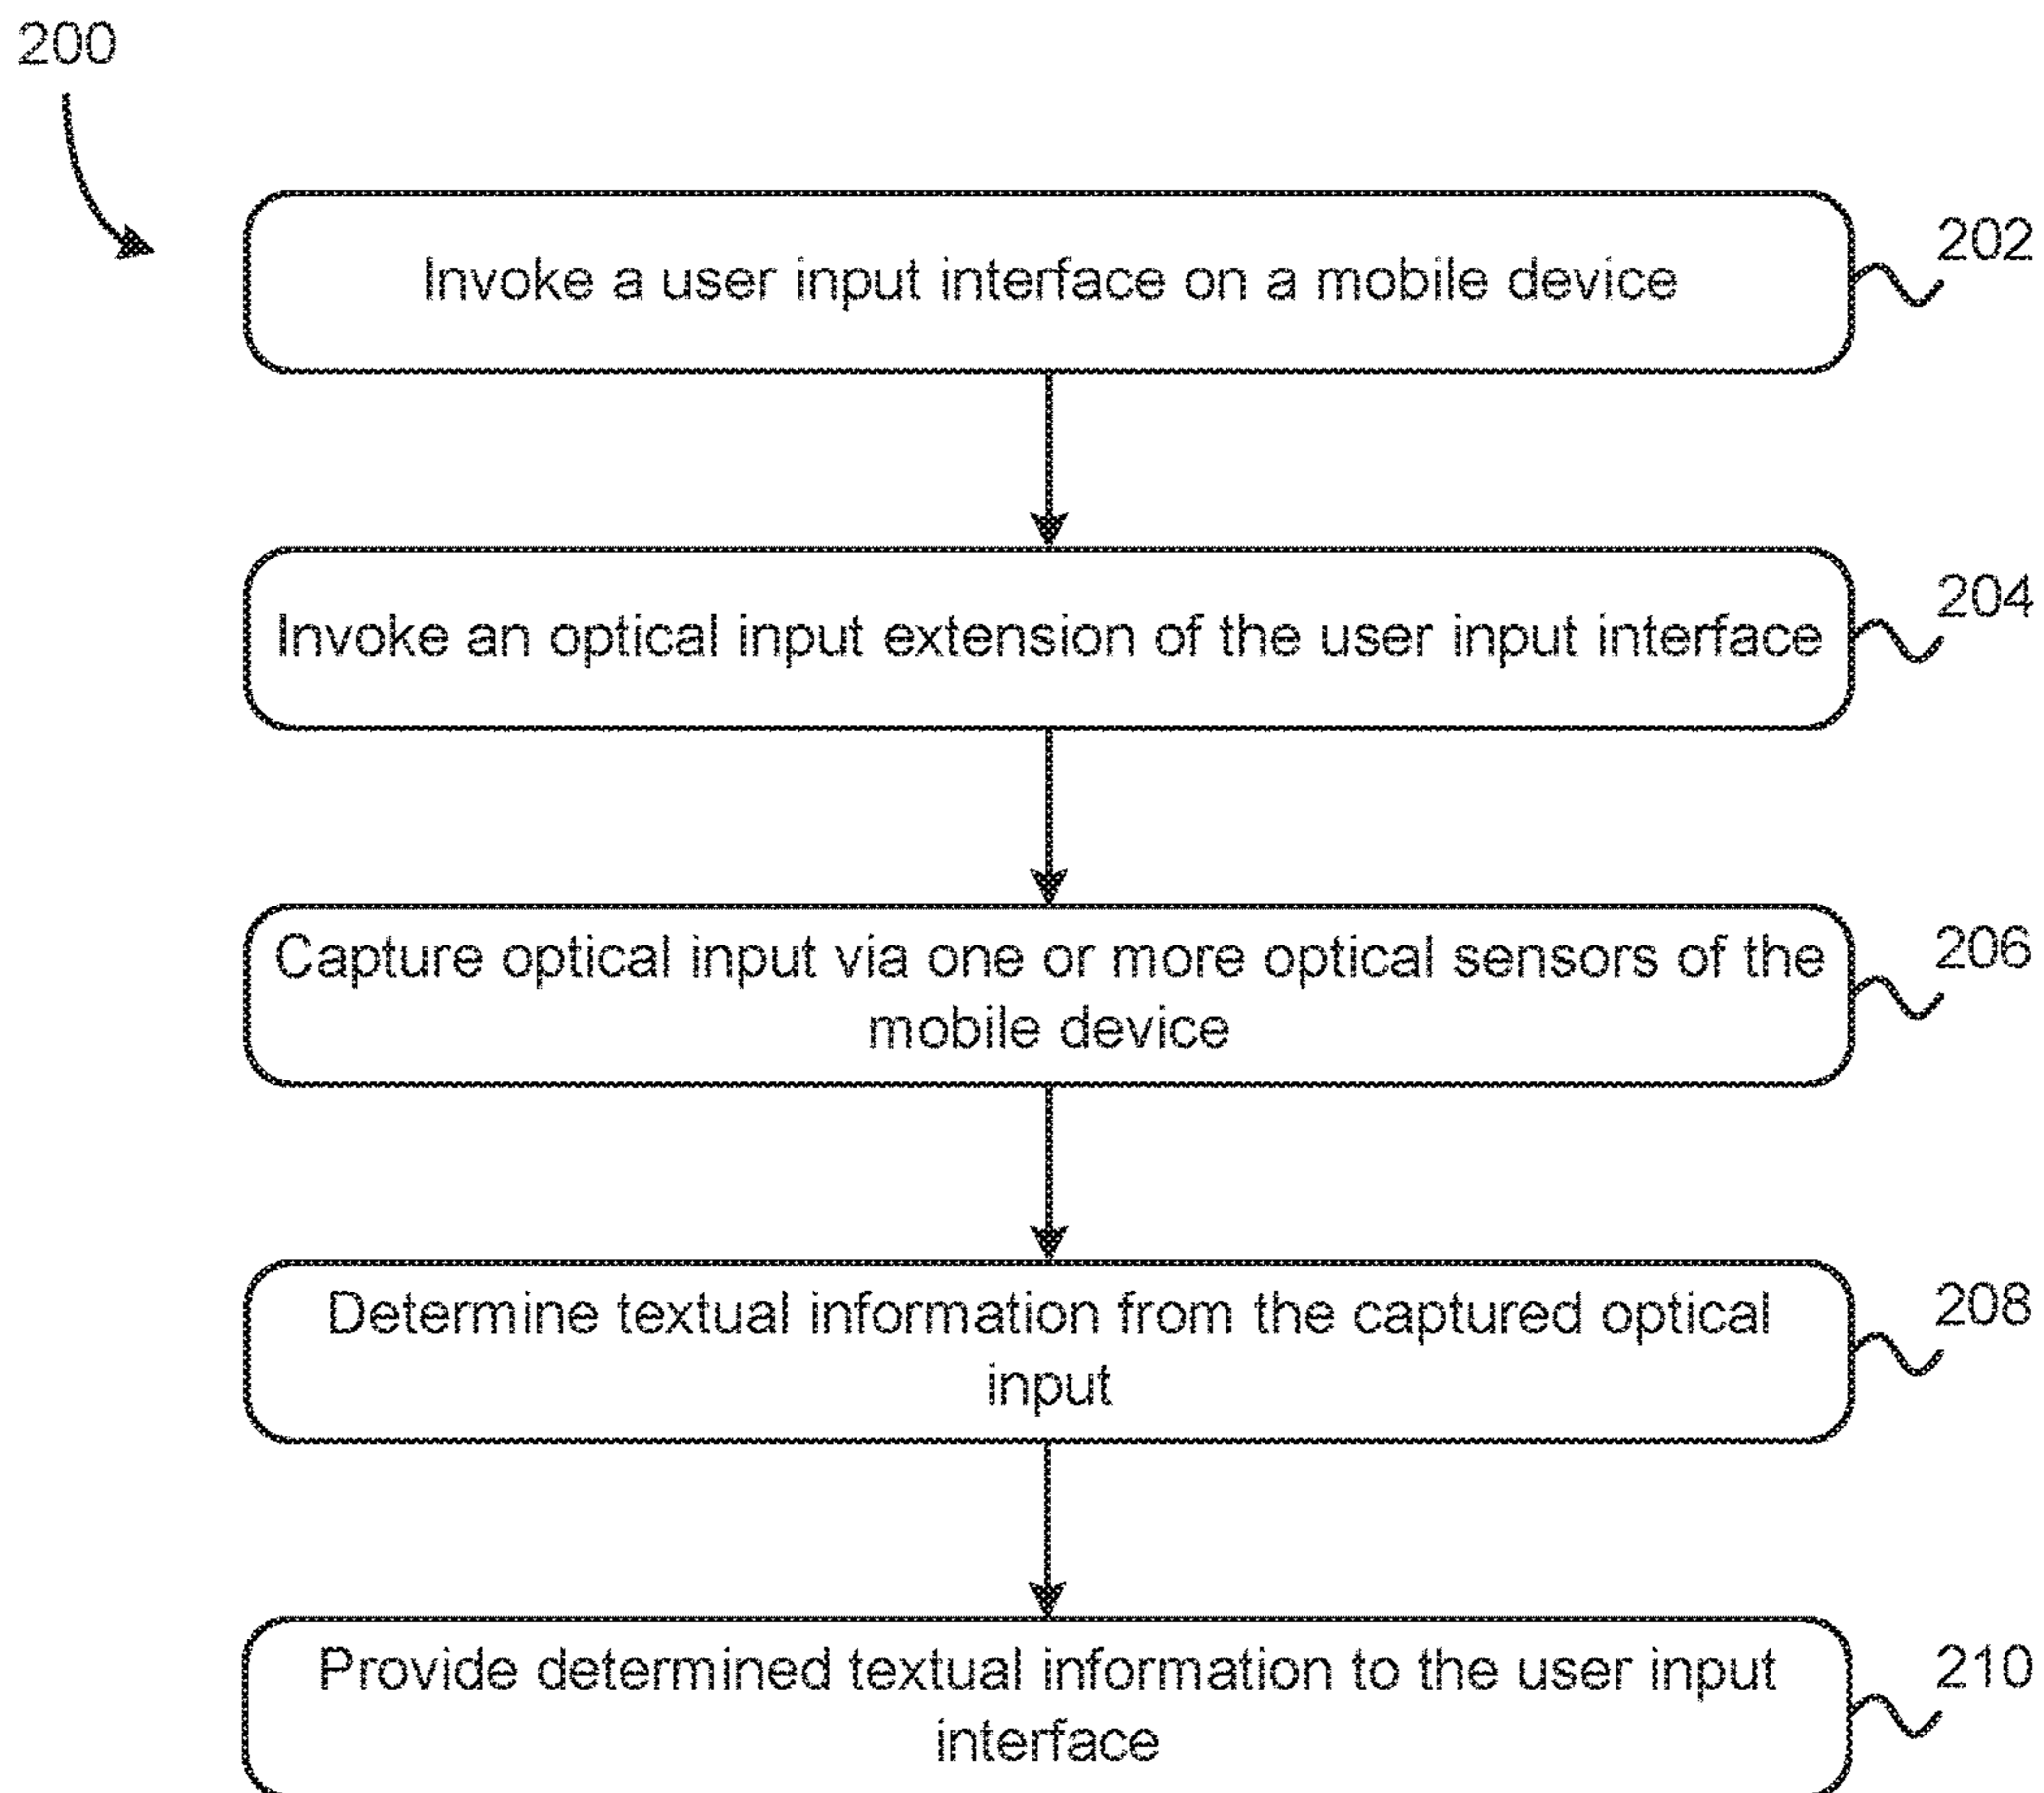 200
Invoke a user input interface on a mobile device
202
Invoke an optical input extension of the user input interface
204
Capture optical input via one or more optical sensors of the
mobile device
206
Determine textual information from the captured optical
input
208
Provide determined textual information to the user input
interface
210